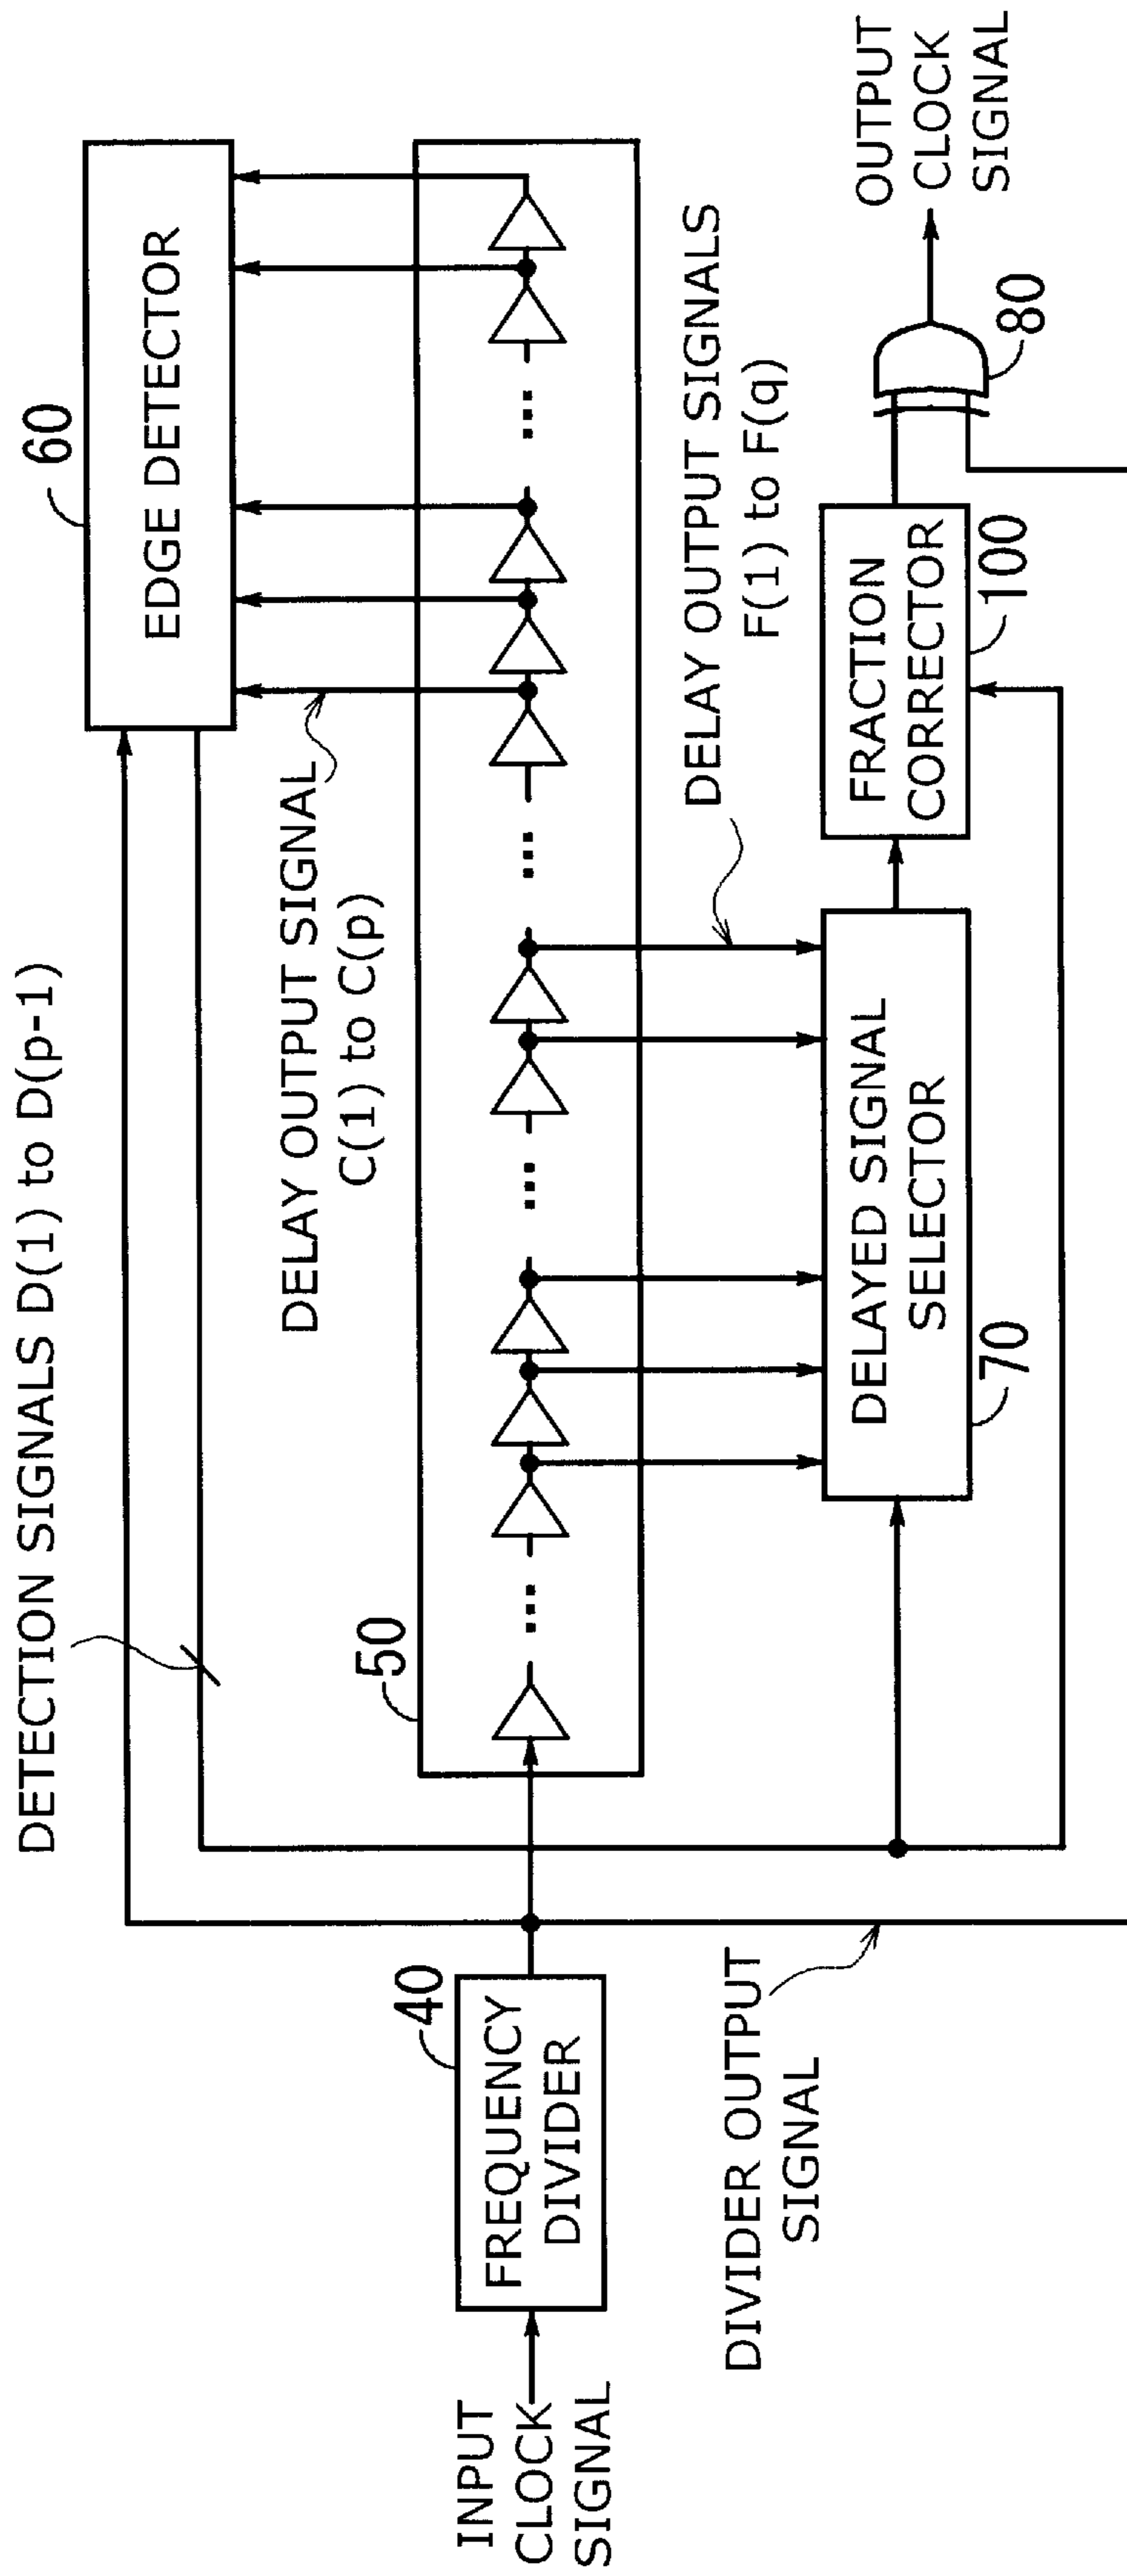 DETECTION SIGNALS D(1) to D(p-1)
60
EDGE DETECTOR
DELAY OUTPUT SIGNAL
C(1) to C(p)
50
40
FREQUENCY
DIVIDER
INPUT
CLOCK
SIGNAL
DELAY OUTPUT SIGNALS
F(1) to F(q)
DIVIDER OUTPUT
SIGNAL
DELAYED SIGNAL
SELECTOR
70
FRACTION
CORRECTOR
100
80
OUTPUT
CLOCK
SIGNAL